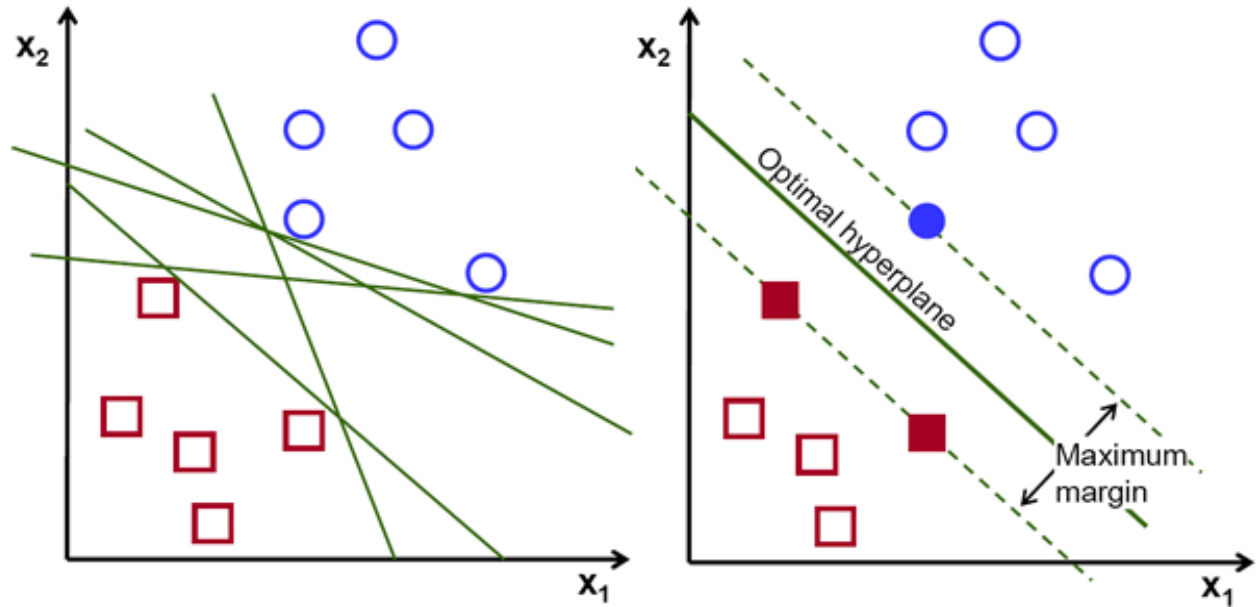 x₂
x₁
x₂
Optimal hyperplane
Maximum
margin
x₁